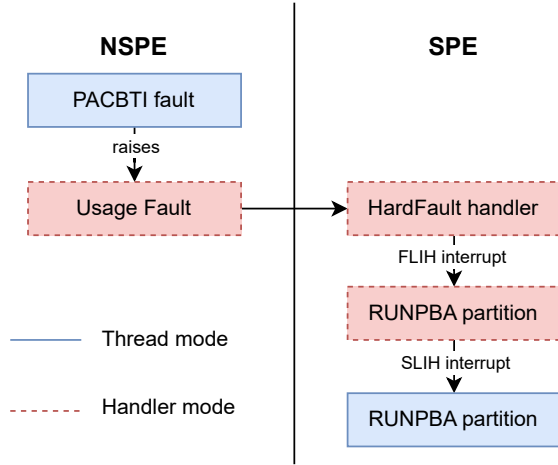 NSPE
SPE
PACBTI fault
raises
Usage Fault
HardFault handler
FLIH interrupt
RUNPBA partition
SLIH interrupt
RUNPBA partition
Thread mode
Handler mode